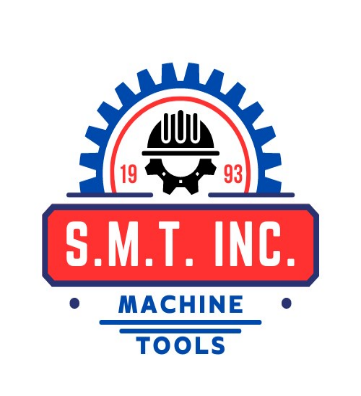 19 93
S.M.T. INC.
MACHINE
TOOLS